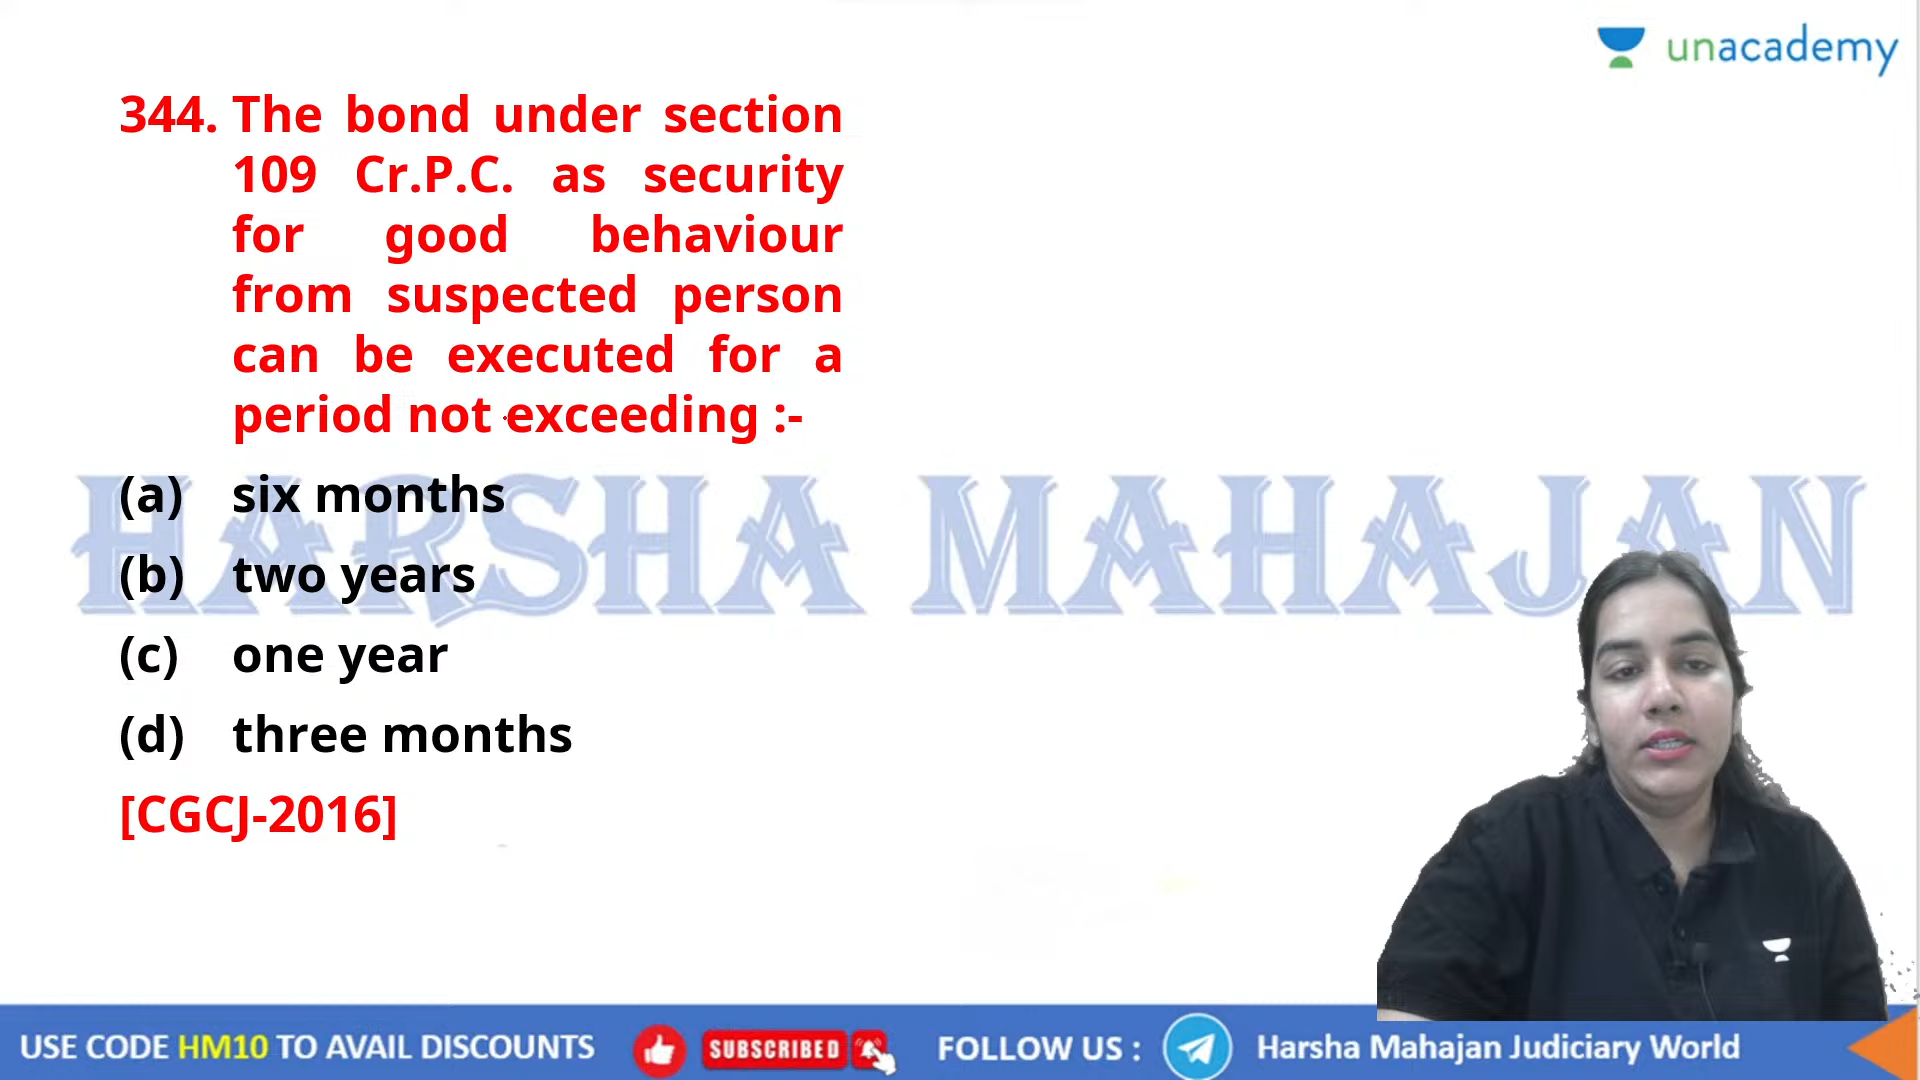 unacademy
344. The bond under section
109 Cr.P.C. as security
for good behaviour
from suspected person
can be executed for a
period not exceeding :-
HARSHA MAHAJAN
(a) six months
(b) two years
(c) one year
(d) three months
[CGCJ-2016]
USE CODE HM10 TO AVAIL DISCOUNTS
SUBSCRIBED
FOLLOW US :
Harsha Mahajan Judiciary World